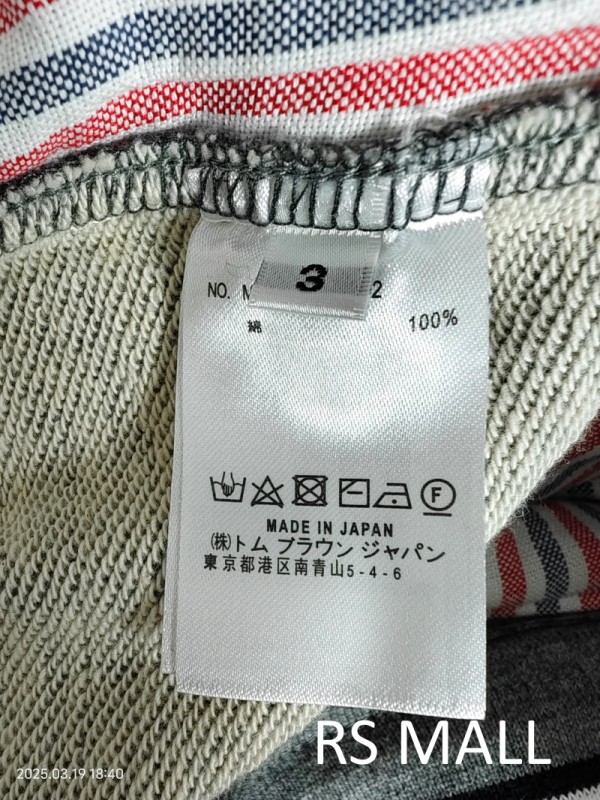 3
NO. M 2
綿 100%
F
MADE IN JAPAN
(株)トム ブラウン ジャパン
東京都港区南青山5-4-6
RS MALL
2025.03.19 18:40